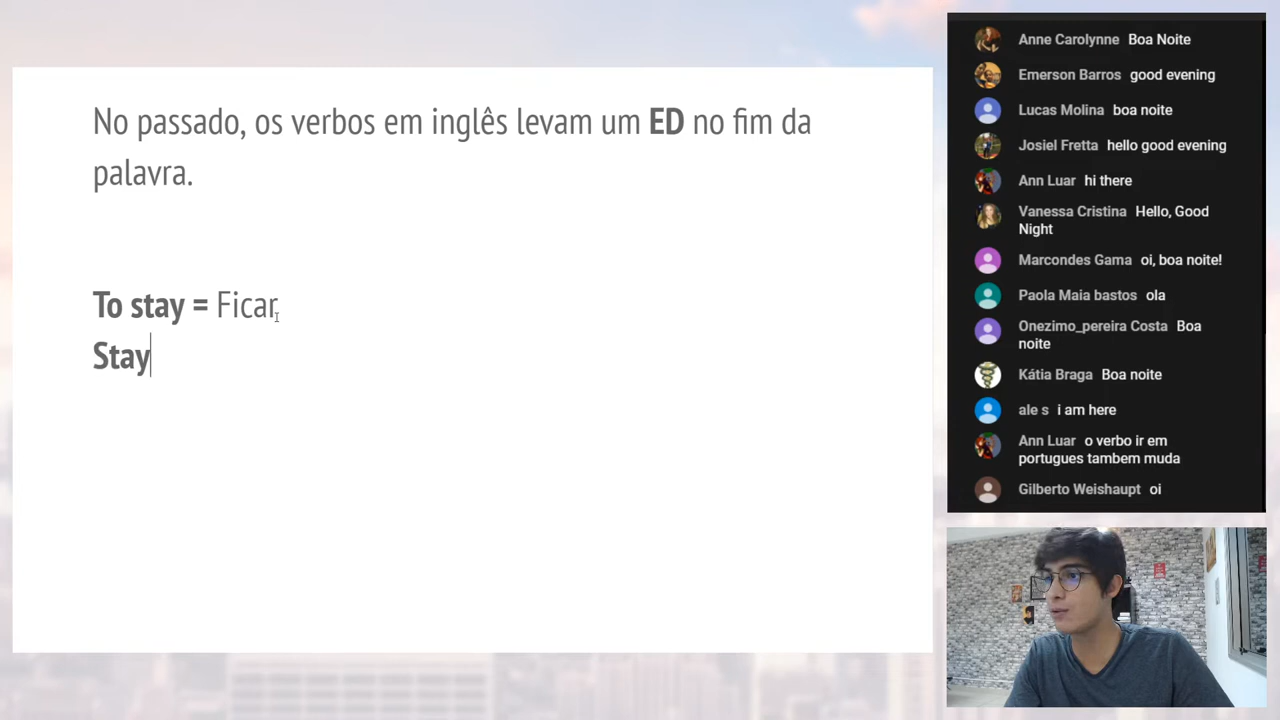 No passado, os verbos em inglês levam um ED no fim da
palavra.
To stay = Ficar
Stay
Anne Carolynne Boa Noite
Emerson Barros good evening
Lucas Molina boa noite
Josiel Fretta hello good evening
Ann Luar hi there
Vanessa Cristina Hello, Good
Night
Marcondes Gama oi, boa noite!
Paola Maia bastos ola
Onezimo_pereira Costa Boa
noite
Kátia Braga Boa noite
ale s i am here
Ann Luar o verbo ir em
portugues tambem muda
Gilberto Weishaupt oi